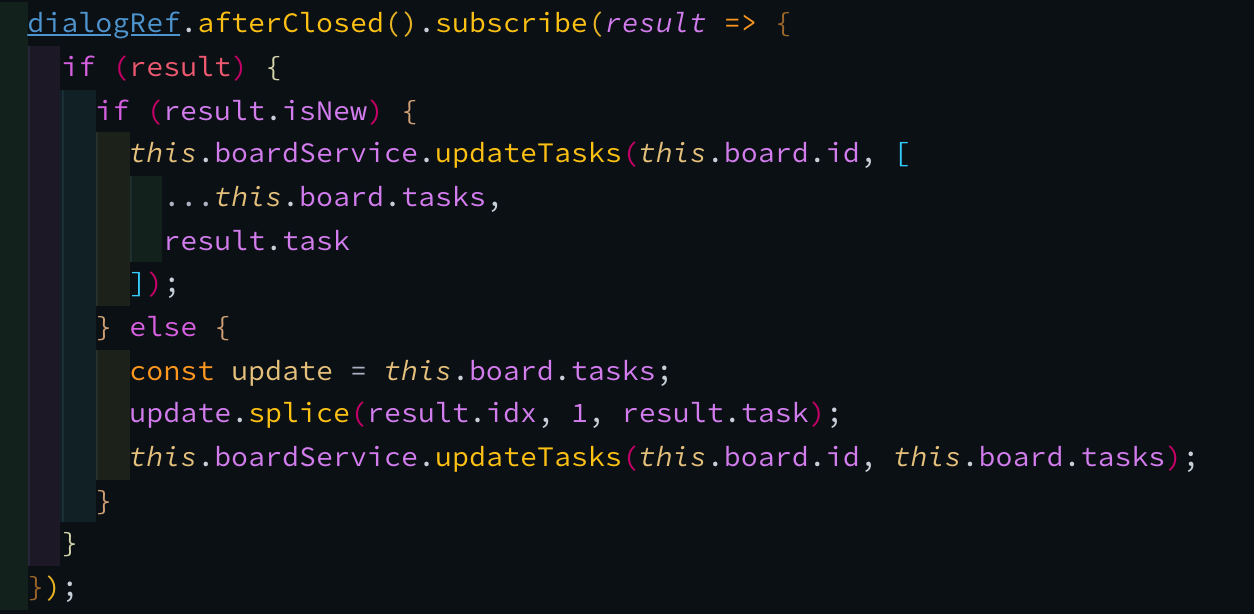 dialogRef.afterClosed().subscribe(result => {
  if (result) {
    if (result.isNew) {
      this.boardService.updateTasks(this.board.id, [
        ...this.board.tasks,
        result.task
      ]);
    } else {
      const update = this.board.tasks;
      update.splice(result.idx, 1, result.task);
      this.boardService.updateTasks(this.board.id, this.board.tasks);
    }
  }
});